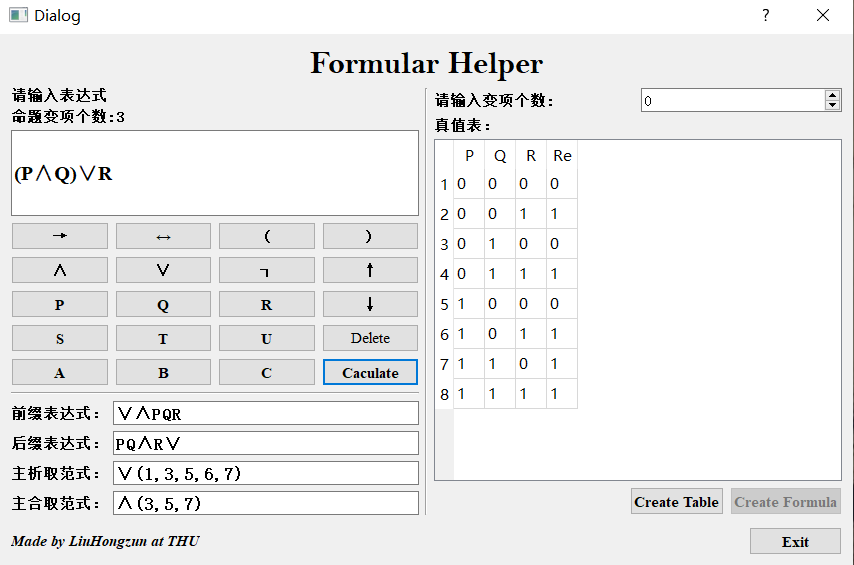 Dialog
?
Formular Helper
请输入表达式
命题变项个数:3
(P∧Q)∨R
→ ↔ ( )
∧ ∨ ┐ ↑
P Q R ↓
S T U Delete
A B C Caculate
前缀表达式: ∨∧PQR
后缀表达式: PQ∧R∨
主析取范式: ∨(1,3,5,6,7)
主合取范式: ∧(3,5,7)
Made by LiuHongzun at THU
请输入变项个数: 0
真值表:
P Q R Re
1 0 0 0 0
2 0 0 1 1
3 0 1 0 0
4 0 1 1 1
5 1 0 0 0
6 1 0 1 1
7 1 1 0 1
8 1 1 1 1
Create Table Create Formula
Exit